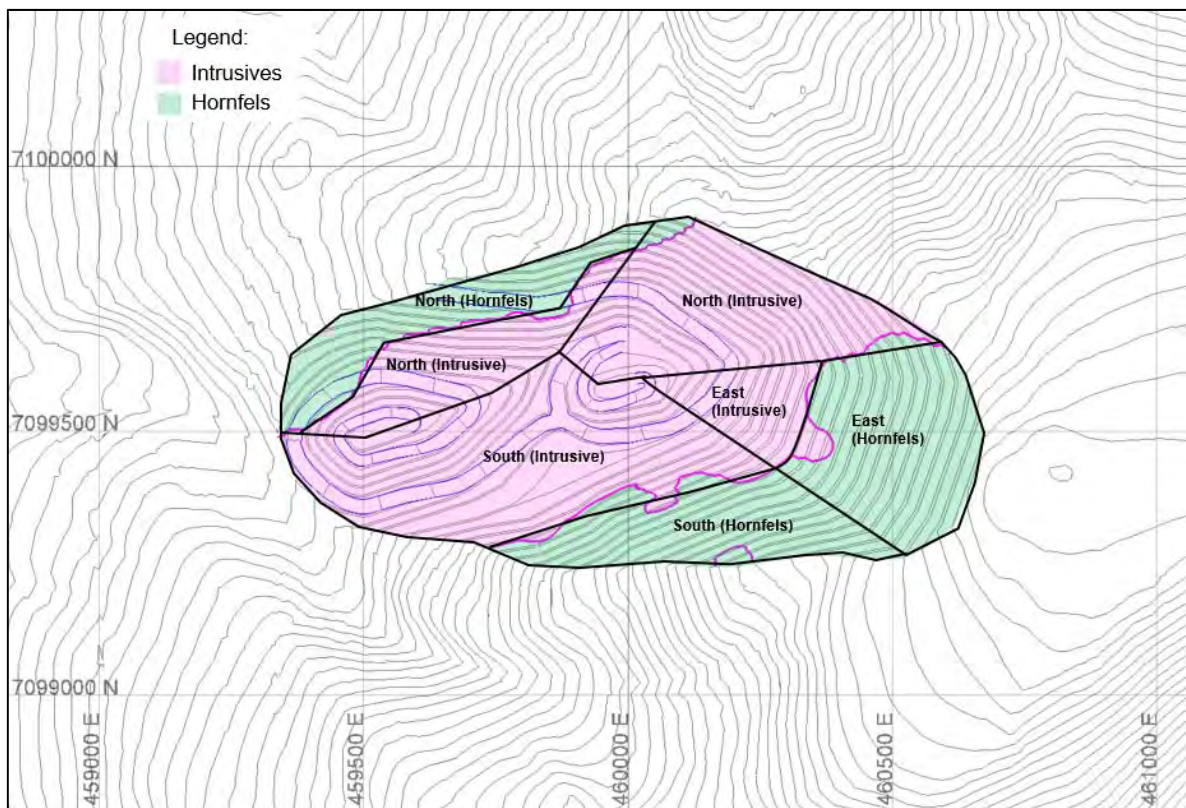 Legend:
Intrusives
Hornfels
7100000 N
North (Hornfels)
North (Intrusive)
North (Intrusive)
East
(Intrusive)
East
(Hornfels)
7099500 N
South (Intrusive)
South (Hornfels)
7099000 N
459000 E
459500 E
460000 E
460500 E
461000 E